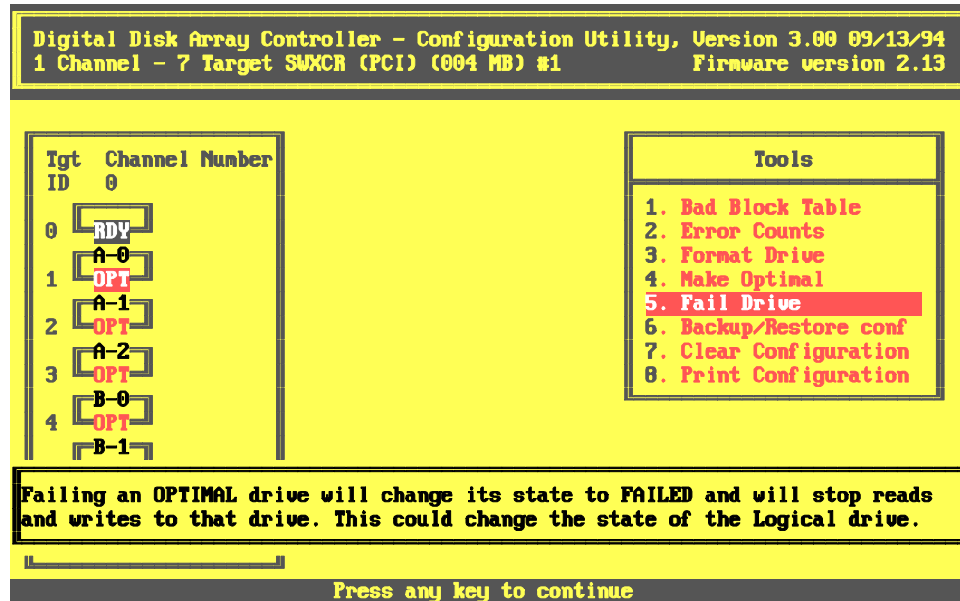 Digital Disk Array Controller - Configuration Utility, Version 3.00 09/13/94
1 Channel - 7 Target SWXCR (PCI) (004 MB) #1 Firmware version 2.13
Tgt Channel Number
ID 0
0 RDY
A-0
1 OPT
A-1
2 OPT
A-2
3 OPT
B-0
4 OPT
B-1
Tools
1. Bad Block Table
2. Error Counts
3. Format Drive
4. Make Optimal
5. Fail Drive
6. Backup/Restore conf
7. Clear Configuration
8. Print Configuration
Failing an OPTIMAL drive will change its state to FAILED and will stop reads
and writes to that drive. This could change the state of the Logical drive.
Press any key to continue